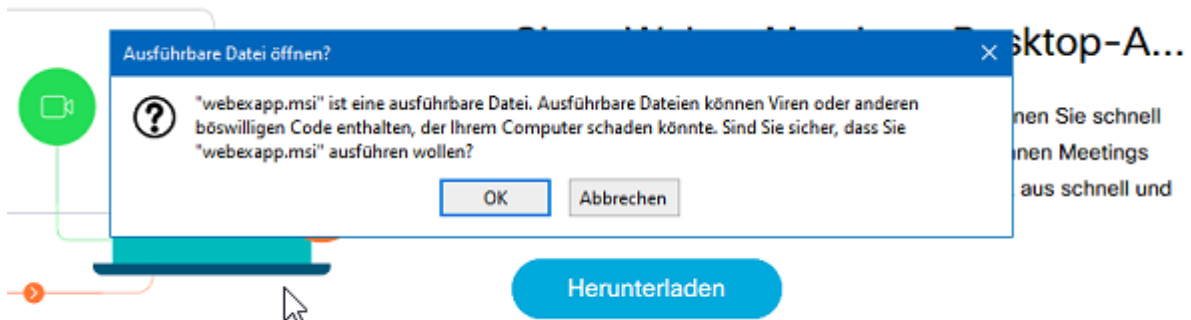 sktop-A...
Ausführbare Datei öffnen?
"webexapp.msi" ist eine ausführbare Datei. Ausführbare Dateien können Viren oder anderen
böswilligen Code enthalten, der Ihrem Computer schaden könnte. Sind Sie sicher, dass Sie
"webexapp.msi" ausführen wollen?
OK Abbrechen
nen Sie schnell
nnen Meetings
aus schnell und
Herunterladen